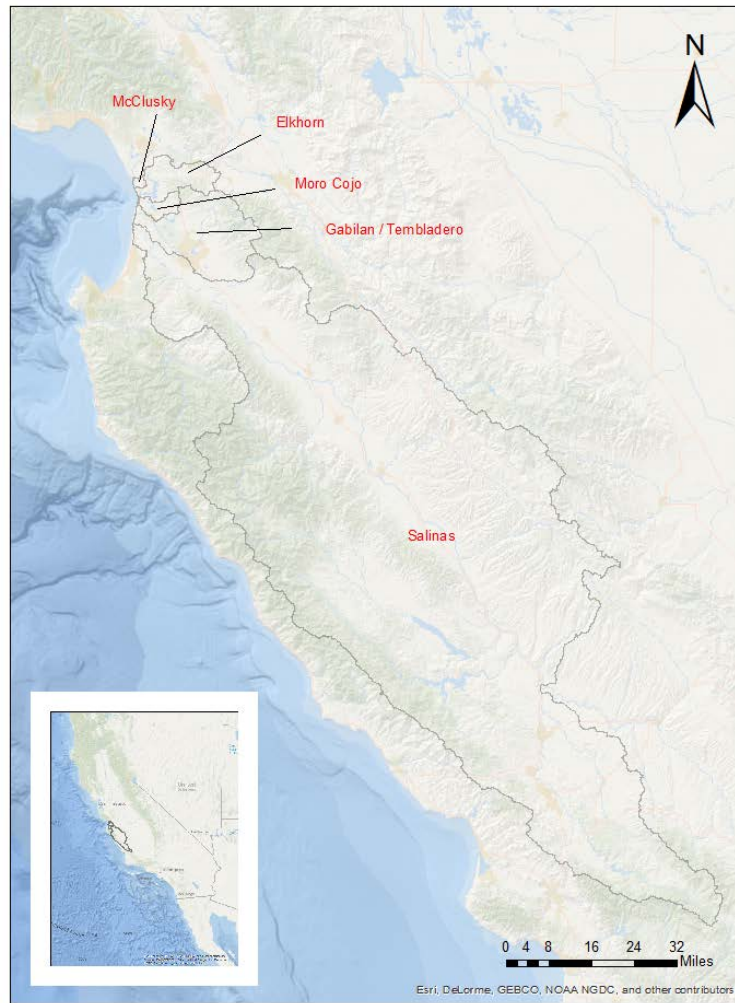 N
McClusky
Elkhorn
Moro Cojo
Gabilan / Tembladero
Salinas
0 4 8 16 24 32
Miles
Esri, DeLorme, GEBCO, NOAA NGDC, and other contributors